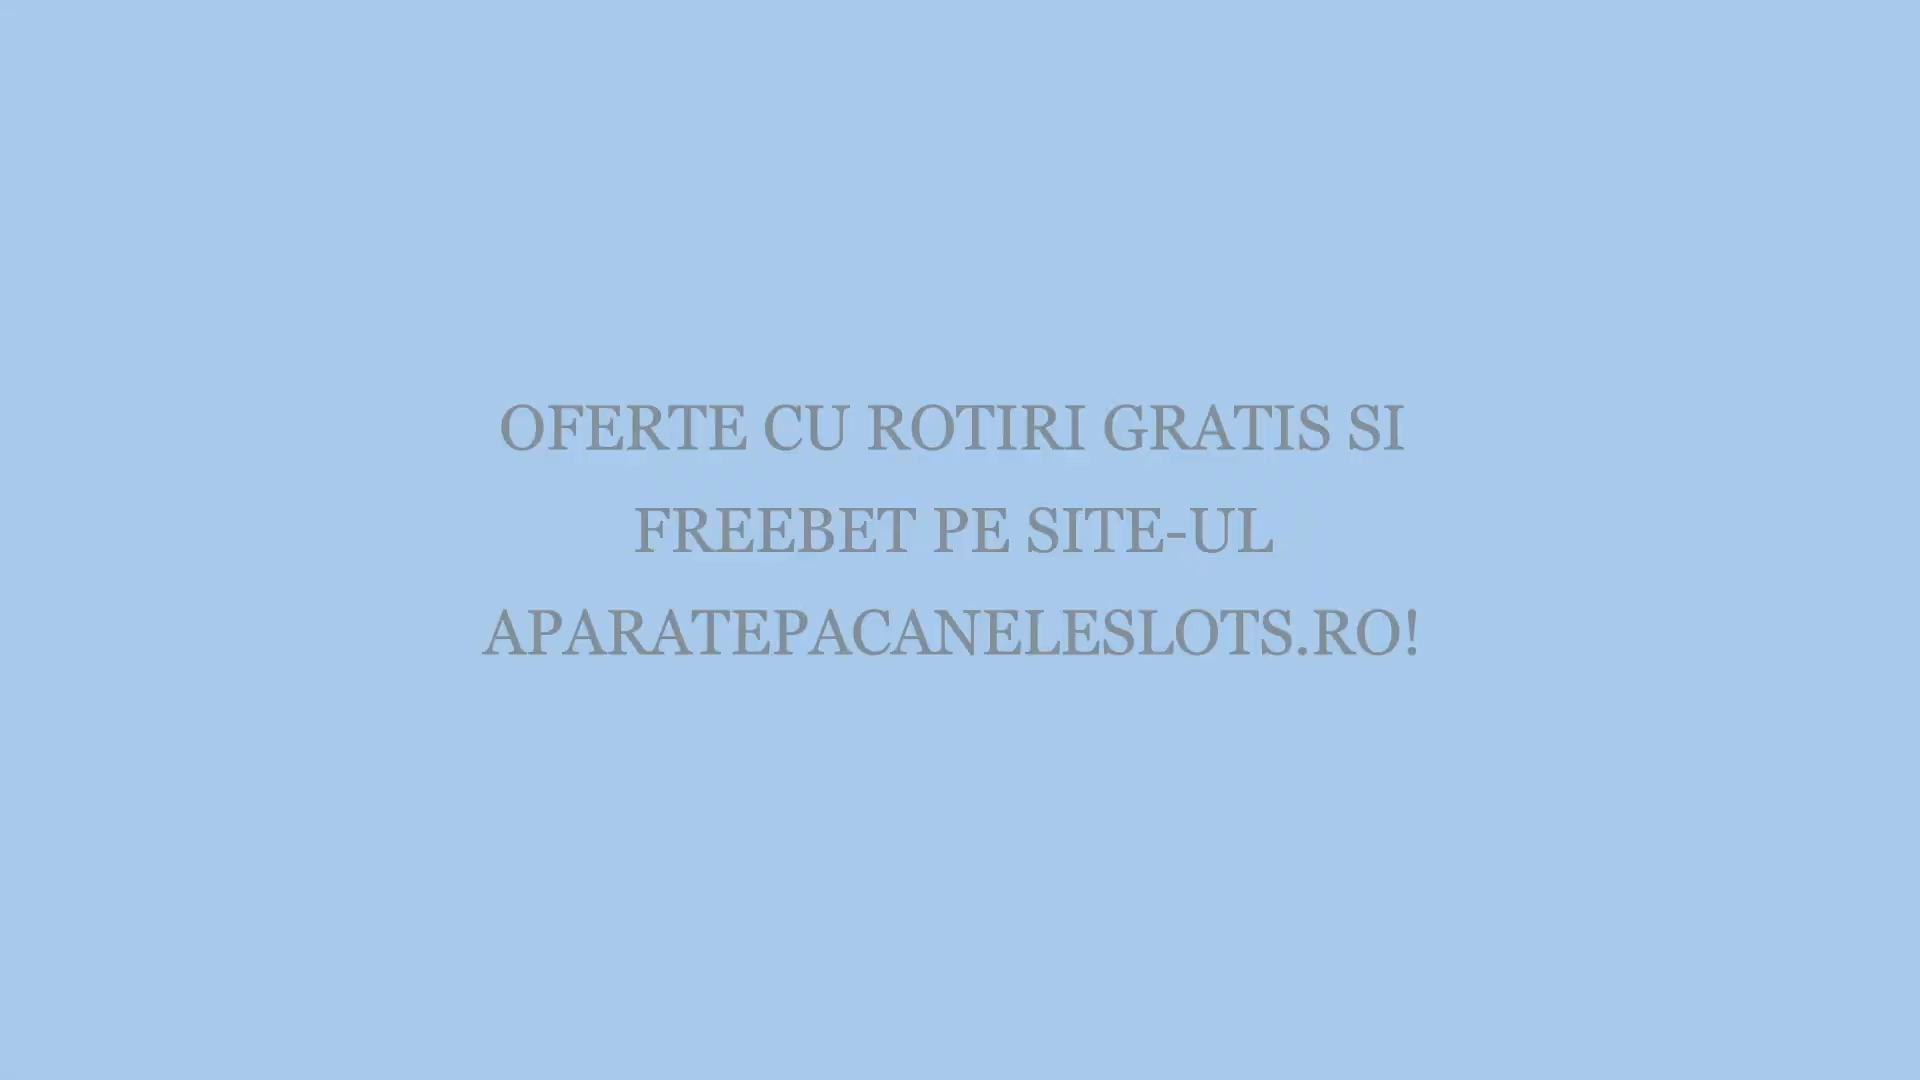 OFERTE CU ROTIRI GRATIS SI
FREEBET PE SITE-UL
APARATEPACANELESLOTS.RO!